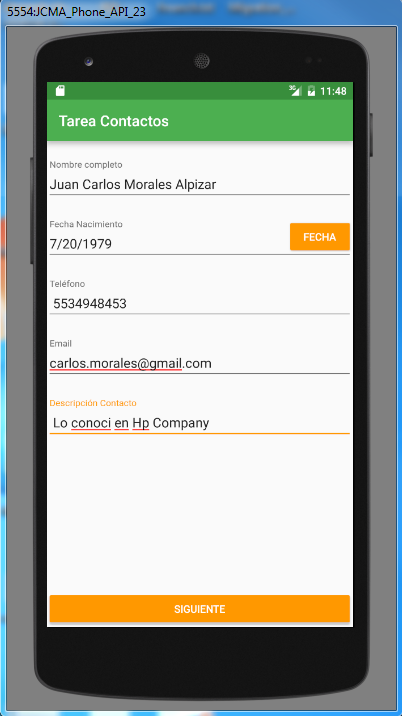 5554:JCMA_Phone_API_23
3G 11:48
Tarea Contactos
Nombre completo
Juan Carlos Morales Alpizar
Fecha Nacimiento
7/20/1979
FECHA
Teléfono
5534948453
Email
carlos.morales@gmail.com
Descripción Contacto
Lo conoci en Hp Company
SIGUIENTE